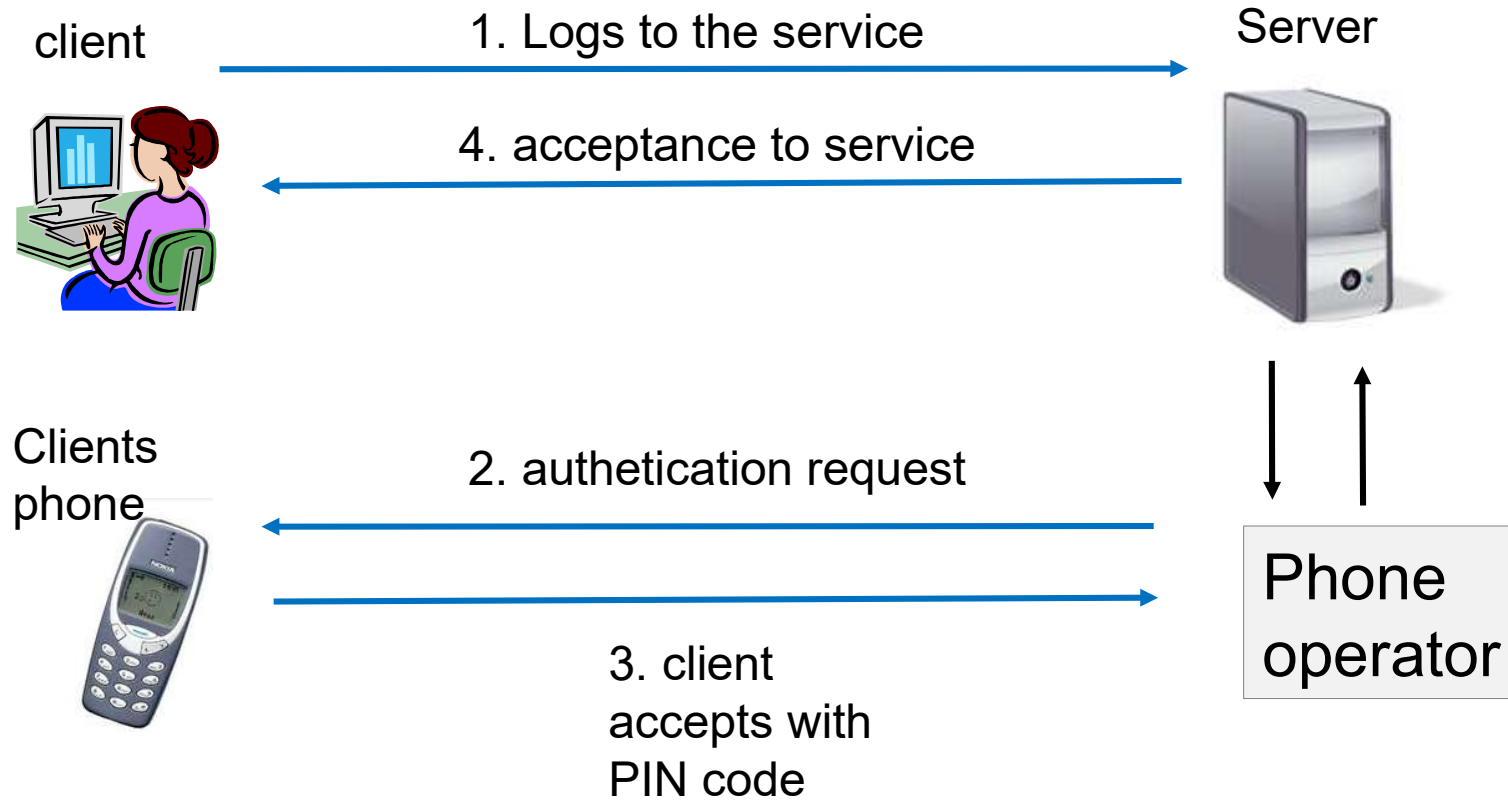 client
1. Logs to the service
Server
4. acceptance to service
Clients
phone
2. authetication request
NOKIA
Phone
operator
3. client
accepts with
PIN code